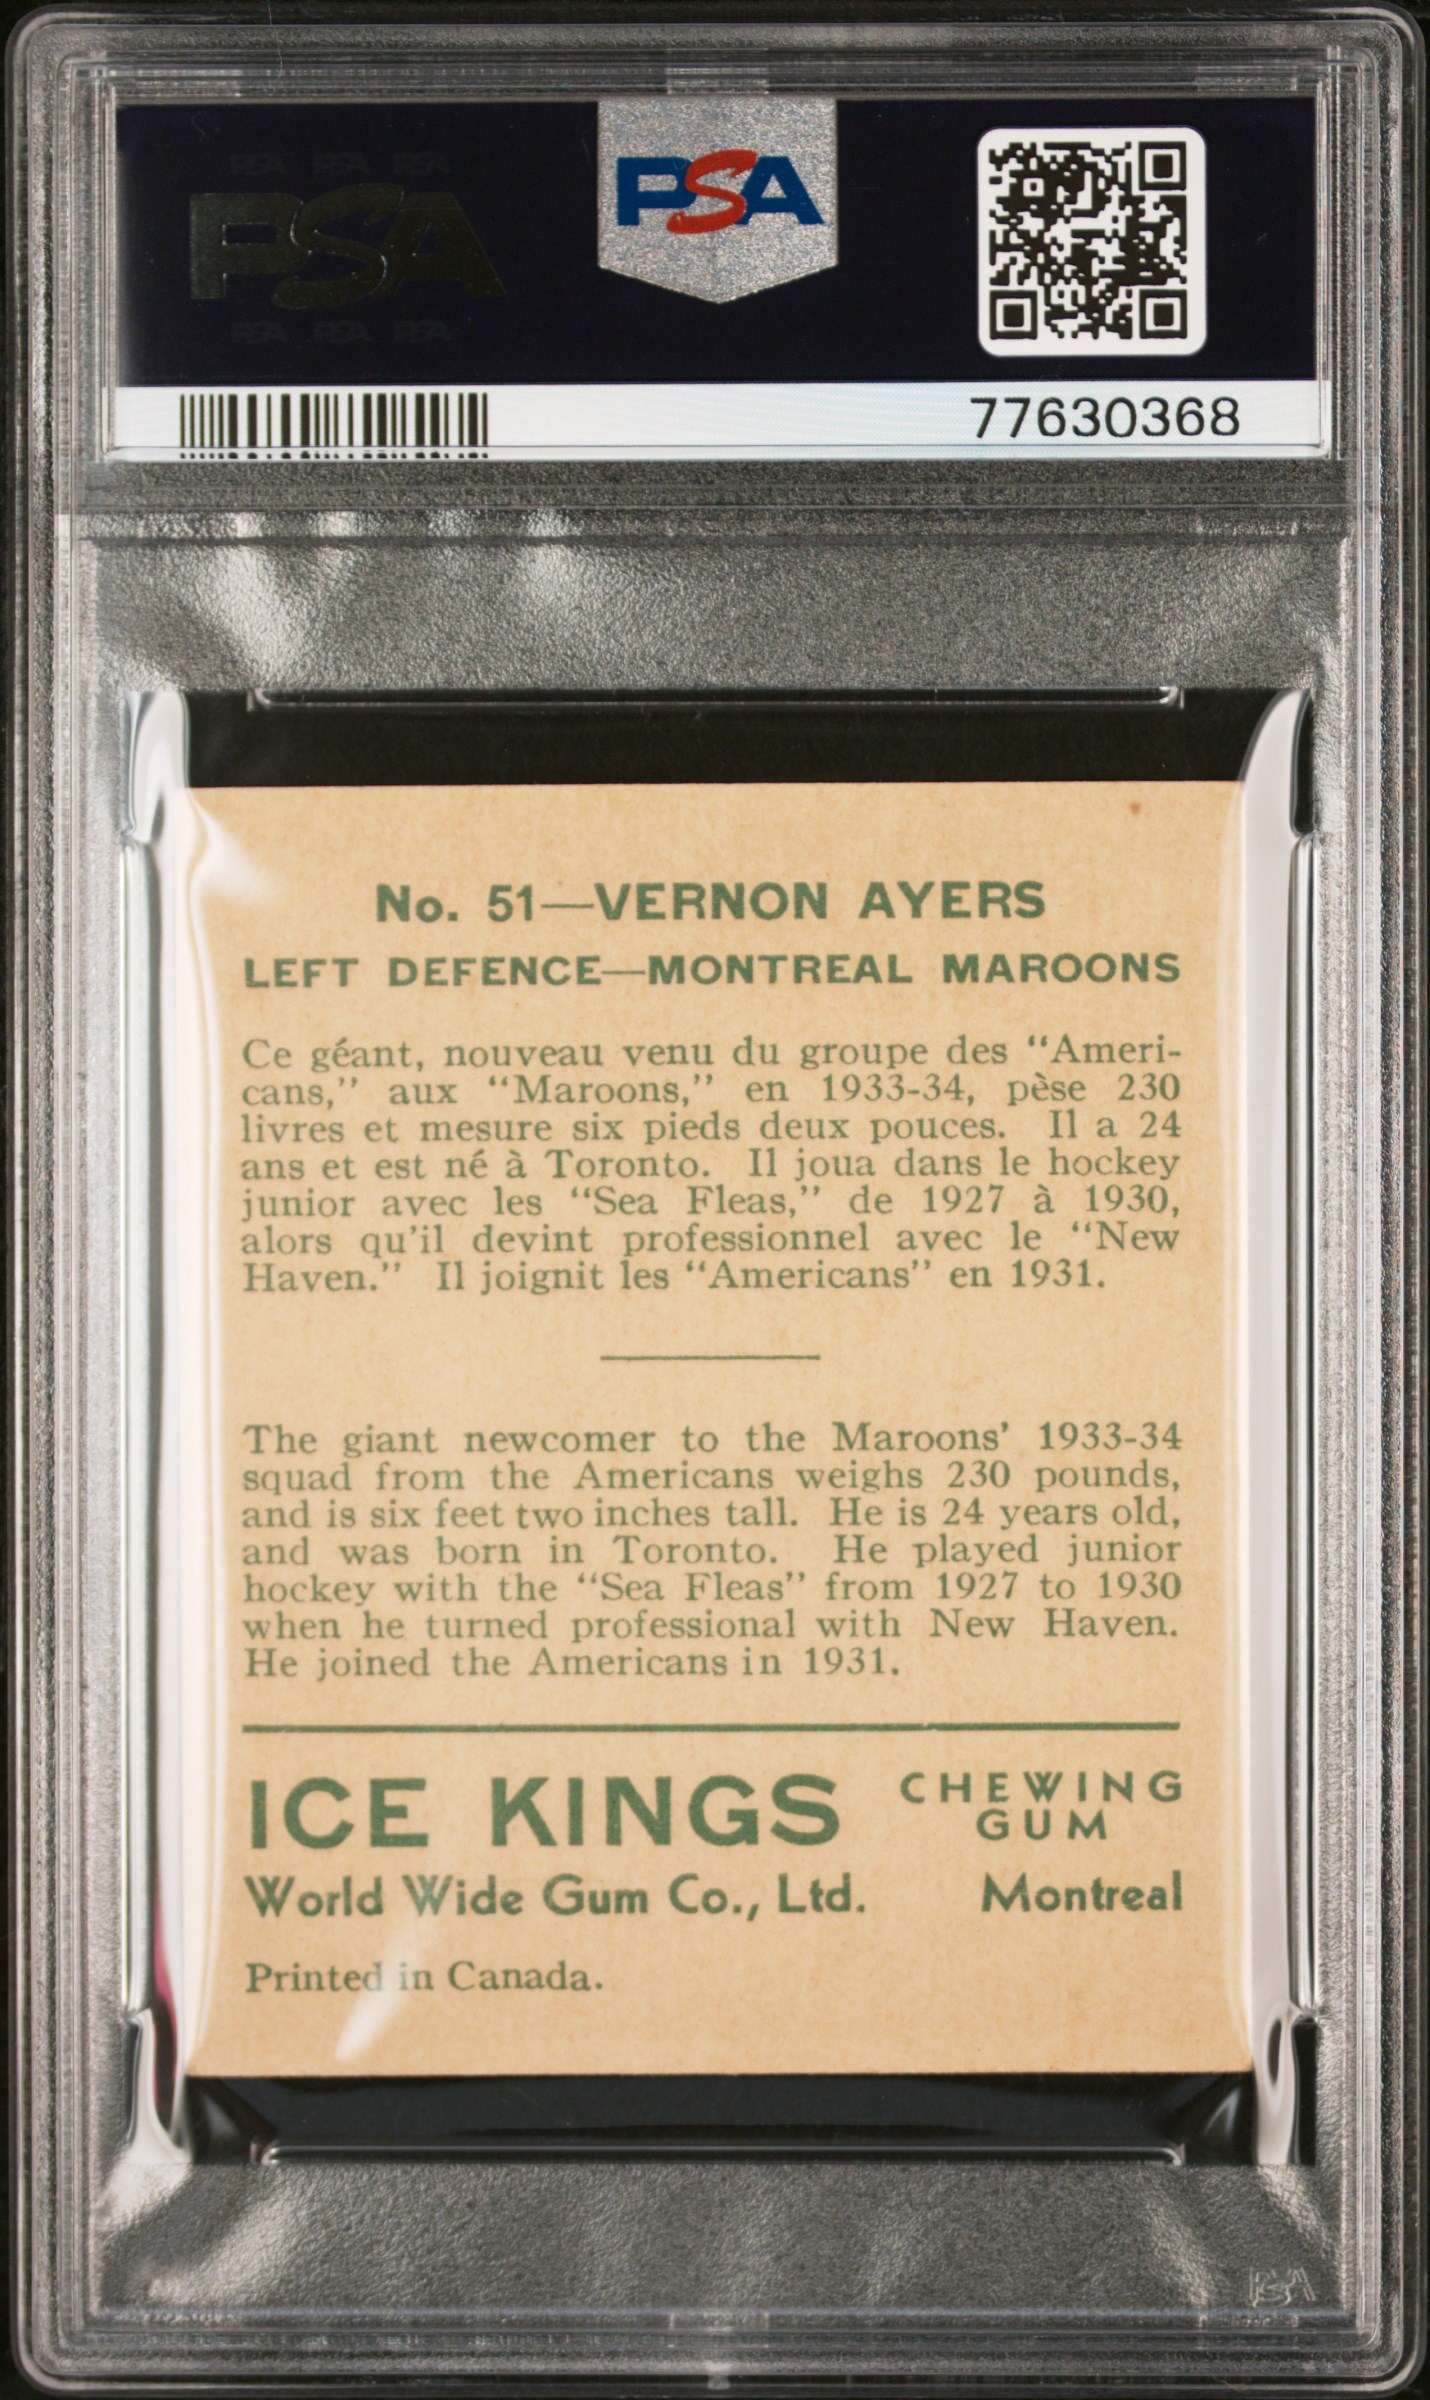 PSA PSA PSA
PSA
PSA PSA PSA
PSA
77630368
No. 51—VERNON AYERS
LEFT DEFENCE—MONTREAL MAROONS
Ce géant, nouveau venu du groupe des “Ameri-
cans,” aux “Maroons,” en 1933-34, pèse 230
livres et mesure six pieds deux pouces. Il a 24
ans et est né à Toronto. Il joua dans le hockey
junior avec les “Sea Fleas,” de 1927 à 1930,
alors qu'il devint professionnel avec le “New
Haven.” Il joignit les “Americans” en 1931.
The giant newcomer to the Maroons’ 1933-34
squad from the Americans weighs 230 pounds,
and is six feet two inches tall. He is 24 years old,
and was born in Toronto. He played junior
hockey with the “Sea Fleas” from 1927 to 1930
when he turned professional with New Haven.
He joined the Americans in 1931.
ICE KINGS CHEWING
GUM
World Wide Gum Co., Ltd. Montreal
Printed in Canada.
PSA